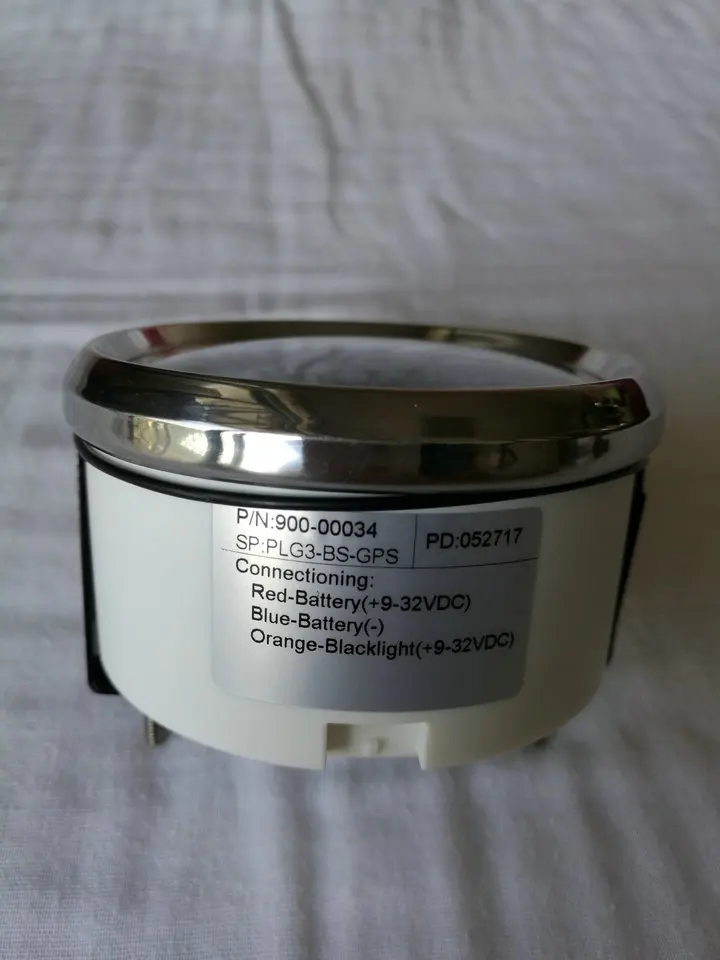 P/N:900-00034
SP:PLG3-BS-GPS
PD:052717
Connectioning:
Red-Battery(+9-32VDC)
Blue-Battery(-)
Orange-Blacklight(+9-32VDC)